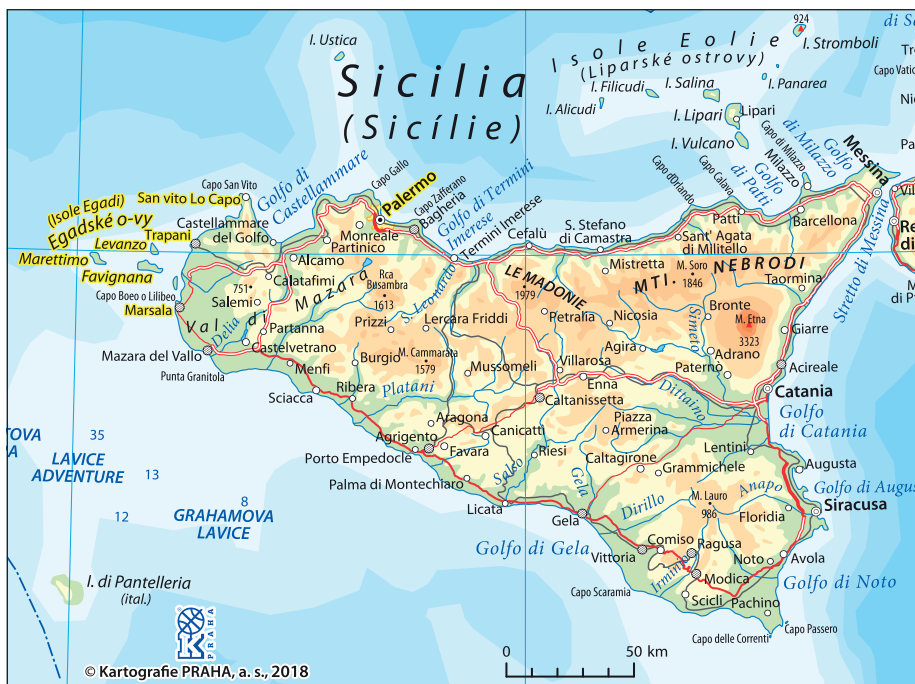 924
I. Stromboli
Isole Eolie
(Liparské ostrovy)
I. Ustica
Sicilia
(Sicílie)
I. Filicudi
I. Salina
I. Panarea
Capo Vatic
I. Alicudi
I. Lipari
Lipari
I. Vulcano
Capo di Milazzo
Golfo
di Milazzo
Milazzo
Messina
Capo Gallo
Golfo di
Castellammare
Capo San Vito
San vito Lo Capo
(Isole Egadi)
Egadské o-vy
Palermo
Capo Zafferano
Bagheria
Golfo di Termini
Imerese
Termini Imerese
Cefalù
S. Stefano
di Camastra
Capo d'Orlando
Capo Calava
Golfo
di Patti
Patti
Barcellona
Sant' Agata
di Militello
Levanzo
Trapani
Castellammare
del Golfo
Monreale
Partinico
Marettimo
Favignana
Alcamo
Calatafimi
Capo Boeo o Lilibeo
Marsala
751
Salemi
Val di Mazara
Rca
Busambra
1613
S. Leonardo
LE MADONIE
1979
Mistretta
MTI. NEBRODI
M. Soro
1846
Taormina
Stretto di Messina
Delia
Partanna
Castelvetrano
Prizzi
Lercara Friddi
Petralia
Nicosia
Simeto
Bronte
M. Etna
3323
Giarre
Mazara del Vallo
Punta Granitola
Menfi
Burgio
M. Cammarata
1579
Mussomeli
Villarosa
Agira
Adrano
Paternò
Acireale
Sciacca
Ribera
Platani
Enna
Caltanissetta
Dittaino
Catania
Golfo
di Catania
Aragona
Agrigento
Canicatti
Piazza
Armerina
Favara
Porto Empedocle
Riesi
Salso
Caltagirone
Grammichele
Lentini
Augusta
Palma di Montechiaro
Gela
Licata
Gela
Dirillo
M. Lauro
986
Anapo
Golfo di Augus
Floridia
Siracusa
Golfo di Gela
Vittoria
Comiso
Ragusa
Noto
Avola
Irminio
Modica
Golfo di Noto
Capo Scaramia
Scicli
Pachino
Capo delle Correnti
Capo Passero
TOVA
35
LAVICE
ADVENTURE
13
8
12
GRAHAMOVA
LAVICE
I. di Pantelleria
(ital.)
K
PRAHA
© Kartografie PRAHA, a. s., 2018
0 50 km